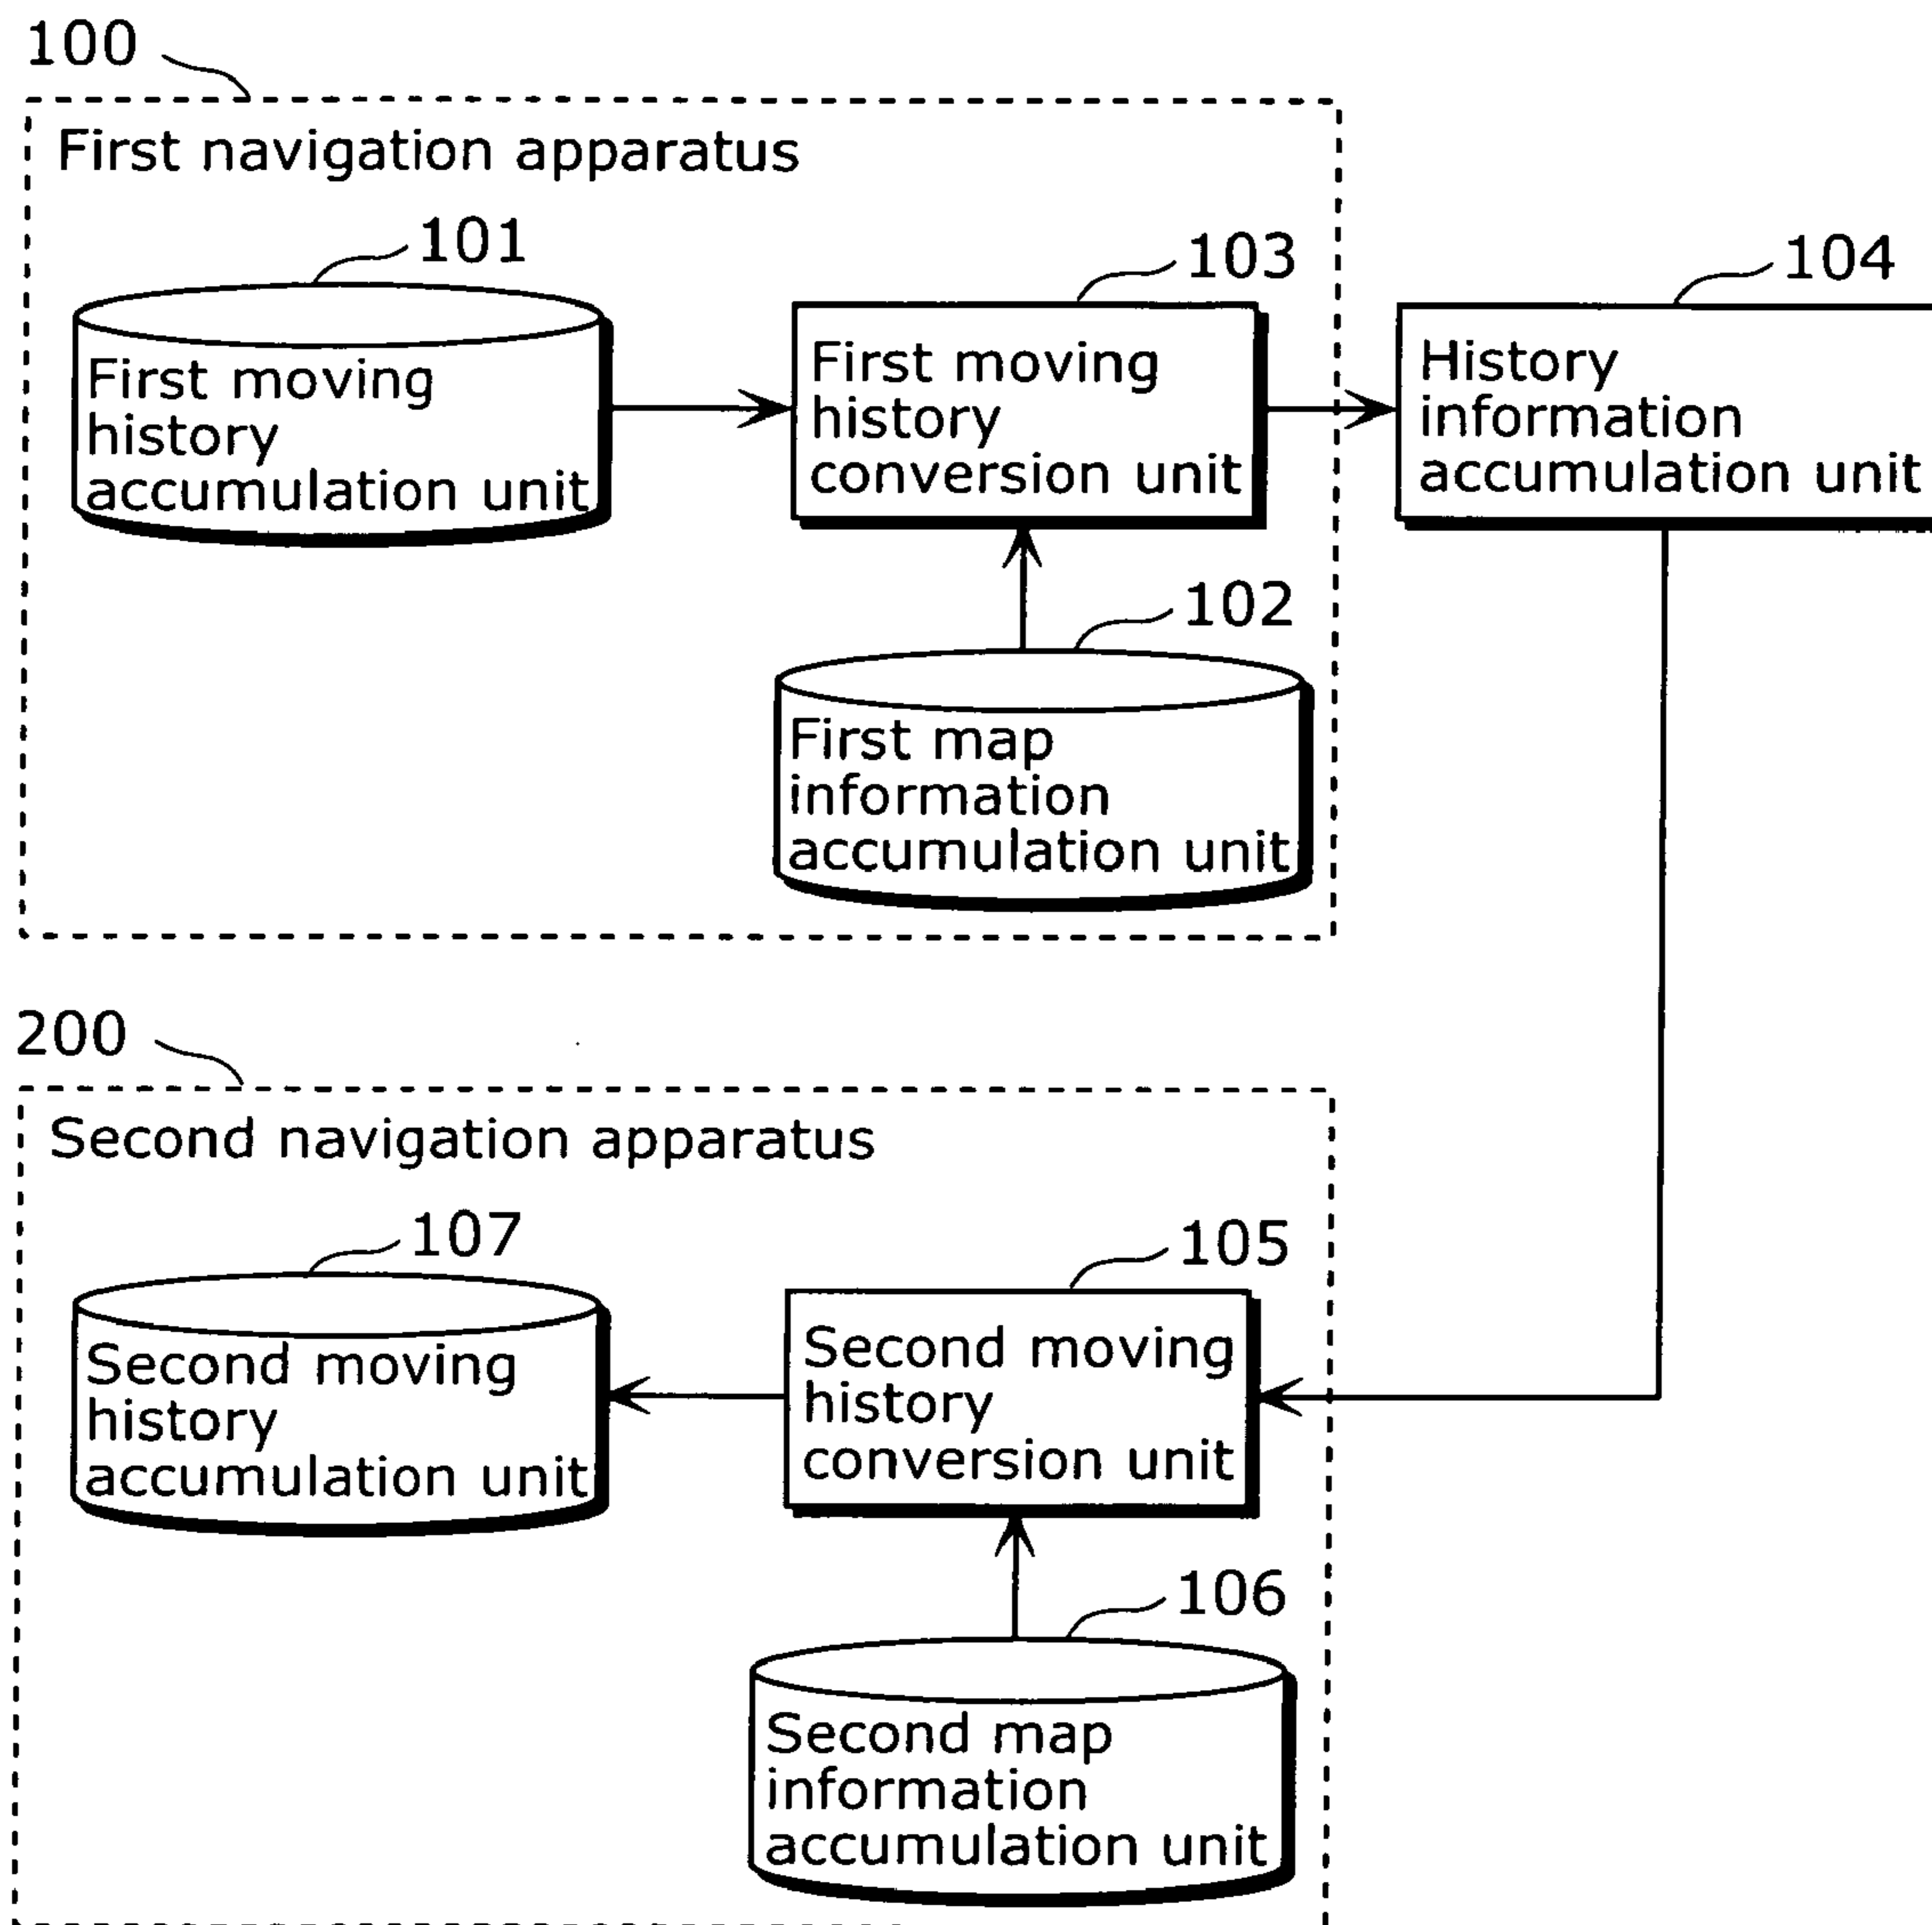 100
First navigation apparatus
101
First moving
history
accumulation unit
103
First moving
history
conversion unit
104
History
information
accumulation unit
102
First map
information
accumulation unit
200
Second navigation apparatus
107
Second moving
history
accumulation unit
105
Second moving
history
conversion unit
106
Second map
information
accumulation unit